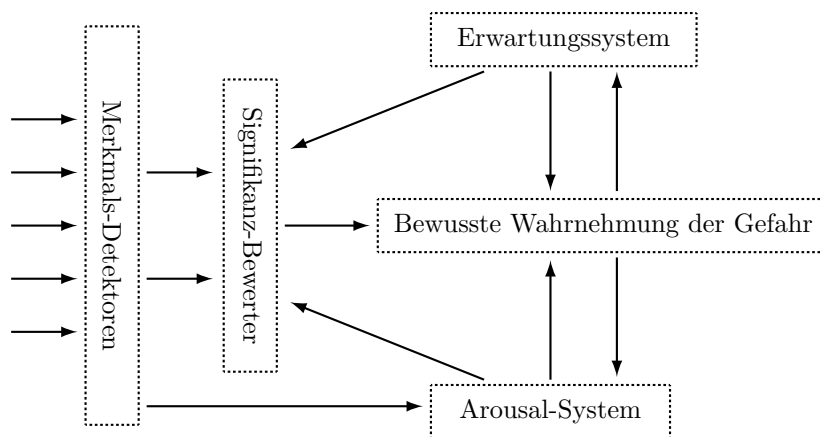 Erwartungssystem
Merkmals-Detektoren
Signifikanz-Bewerter
Bewusste Wahrnehmung der Gefahr
Arousal-System